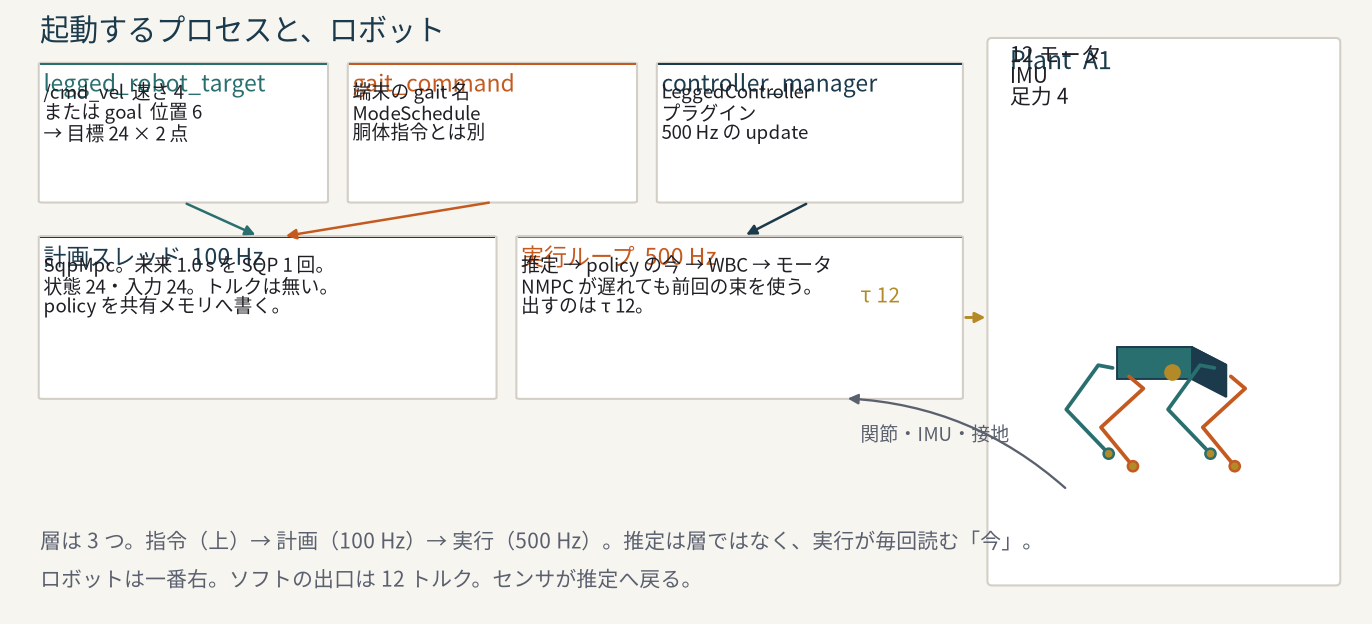 起動するプロセスと、ロボット
legged_robot_target
/cmd_vel 速さ 4
または goal 位置 6
→ 目標 24 × 2 点
gait_command
端末の gait 名
ModeSchedule
胴体指令とは別
controller_manager
LeggedController
プラグイン
500 Hz の update
Plant A1
12 モータ
IMU
足力 4
計画スレッド 100 Hz
SqpMpc。未来 1.0 s を SQP 1 回。
状態 24・入力 24。トルクは無い。
policy を共有メモリへ書く。
実行ループ 500 Hz
推定 → policy の今 → WBC → モータ
NMPC が遅れても前回の束を使う。
出すのは τ 12。
τ 12
関節・IMU・接地
層は 3 つ。指令（上）→ 計画（100 Hz）→ 実行（500 Hz）。推定は層ではなく、実行が毎回読む「今」。
ロボットは一番右。ソフトの出口は 12 トルク。センサが推定へ戻る。